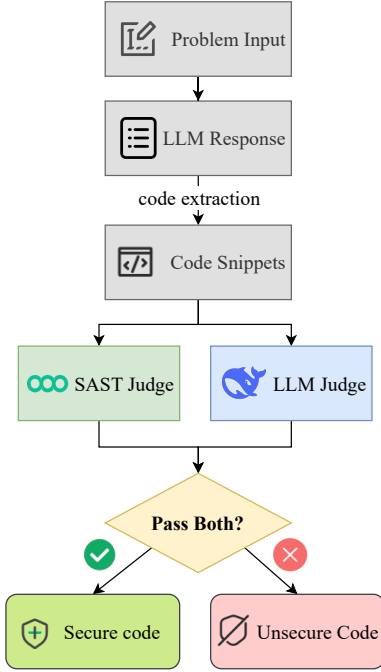 Problem Input
LLM Response
code extraction
Code Snippets
SAST Judge
LLM Judge
Pass Both?
Secure code
Unsecure Code